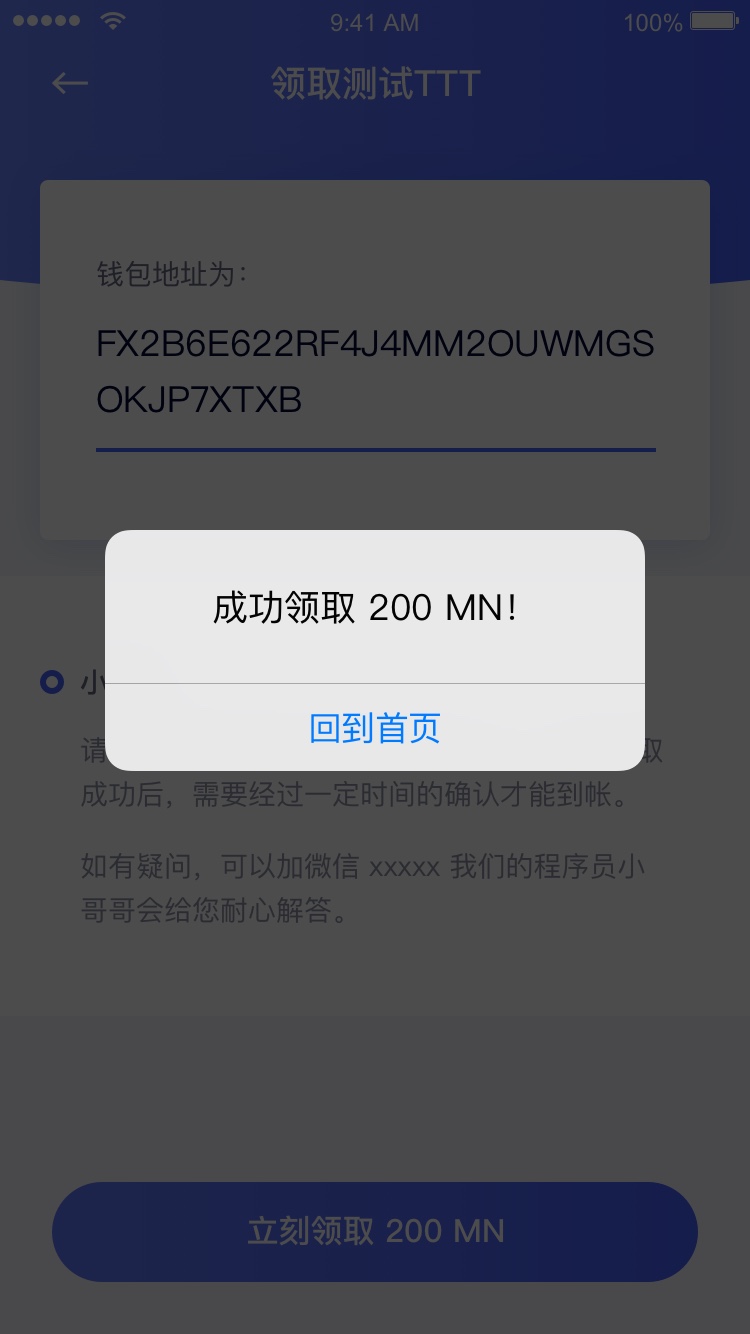 9:41 AM 100%
领取测试TTT
钱包地址为:
FX2B6E622RF4J4MM2OUWMGS
OKJP7XTXB
成功领取 200 MN!
回到首页
小
请 取
成功后，需要经过一定时间的确认才能到帐。
如有疑问，可以加微信 xxxxx 我们的程序员小
哥哥会给您耐心解答。
立刻领取 200 MN